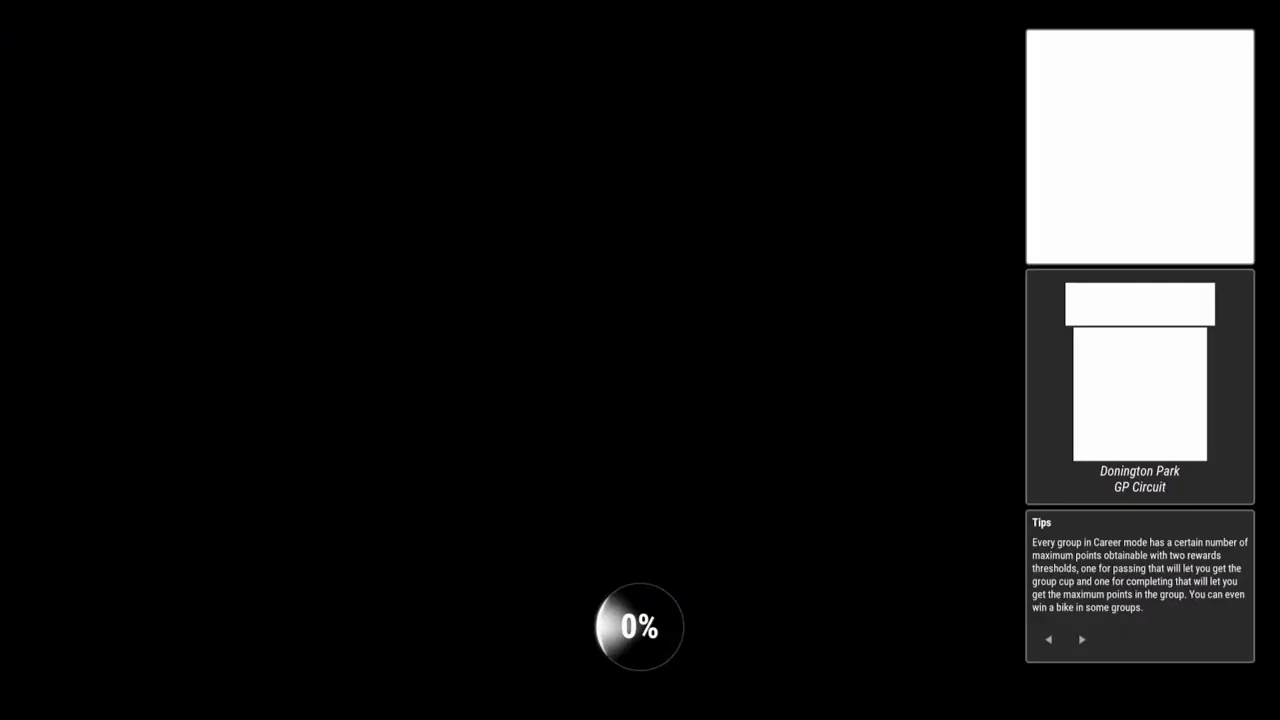 Donington Park
GP Circuit
Tips
Every group in Career mode has a certain number of
maximum points obtainable with two rewards
thresholds, one for passing that will let you get the
group cup and one for completing that will let you
get the maximum points in the group. You can even
win a bike in some groups.
0%